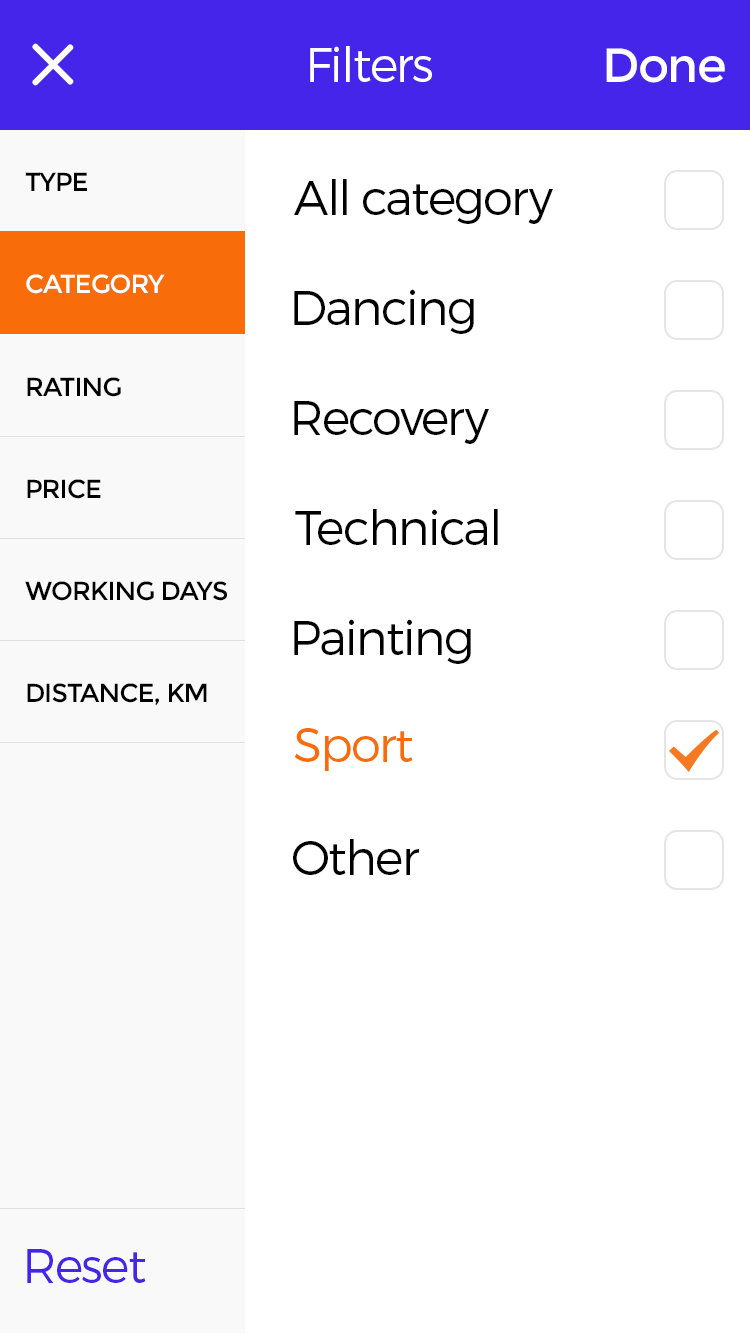 Filters
Done
TYPE
CATEGORY
RATING
PRICE
WORKING DAYS
DISTANCE, KM
All category
Dancing
Recovery
Technical
Painting
Sport
Other
Reset